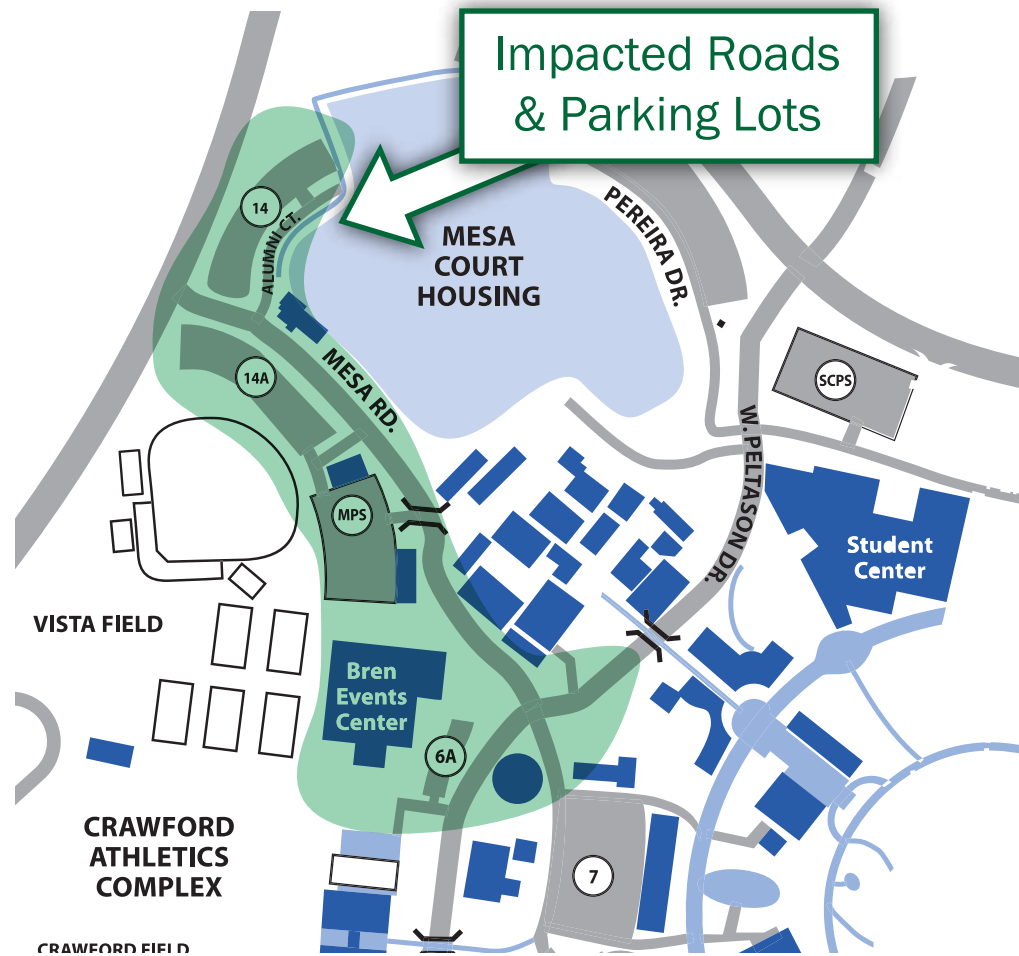 Impacted Roads
& Parking Lots
14
ALUMNI CT.
MESA
COURT
HOUSING
PEREIRA DR.
14A
MESA RD.
SCPS
W. PELTASON DR.
MPS
Student
Center
VISTA FIELD
Bren
Events
Center
6A
CRAWFORD
ATHLETICS
COMPLEX
7
CRAWFORD FIELD